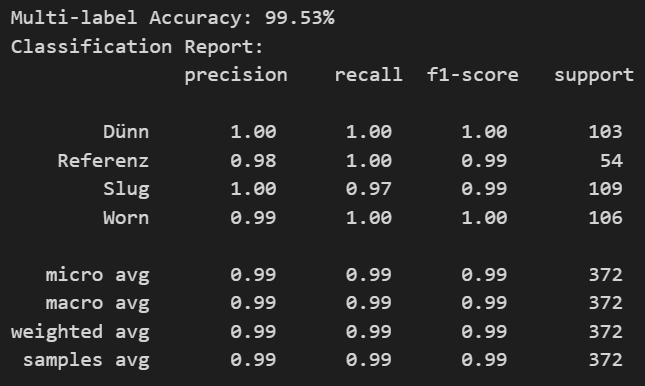 Multi-label Accuracy: 99.53%
Classification Report:
precision recall f1-score support
Dünn 1.00 1.00 1.00 103
Referenz 0.98 1.00 0.99 54
Slug 1.00 0.97 0.99 109
Worn 0.99 1.00 1.00 106
micro avg 0.99 0.99 0.99 372
macro avg 0.99 0.99 0.99 372
weighted avg 0.99 0.99 0.99 372
samples avg 0.99 0.99 0.99 372